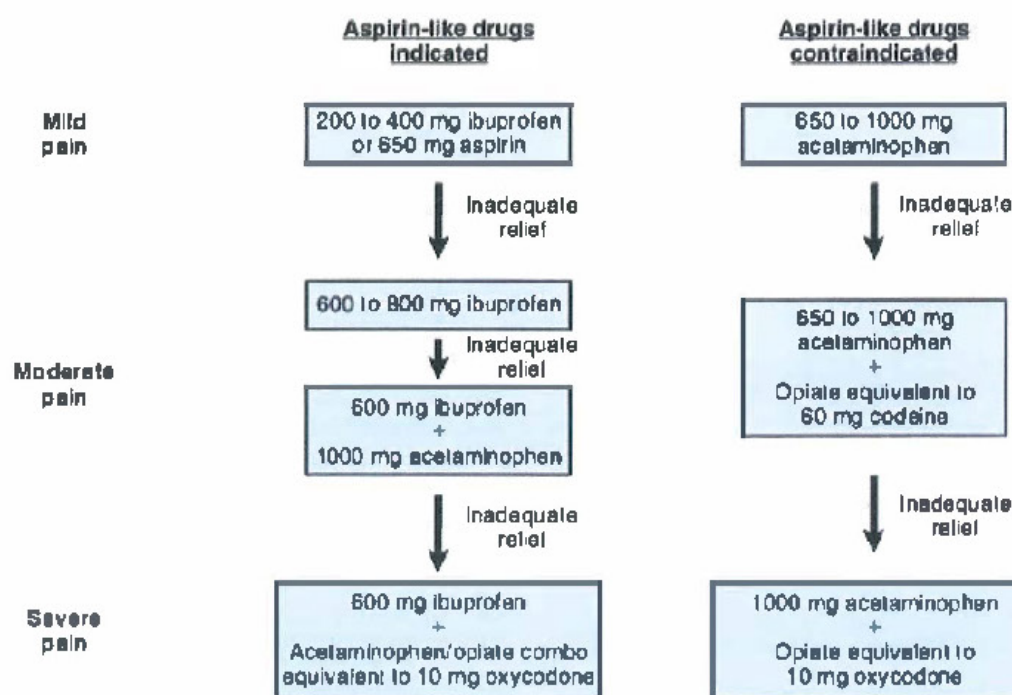 Aspirin-like drugs
indicated
Aspirin-like drugs
contraindicated
Mild
pain
200 to 400 mg ibuprofen
or 650 mg aspirin
650 to 1000 mg
acetaminophen
Inadequate
relief
Inadequate
relief
600 to 800 mg ibuprofen
Inadequate
relief
Moderate
pain
600 mg ibuprofen
+
1000 mg acetaminophen
650 to 1000 mg
acetaminophen
+
Opiate equivalent to
60 mg codeine
Inadequate
relief
Inadequate
relief
Severe
pain
600 mg ibuprofen
+
Acetaminophen/opiate combo
equivalent to 10 mg oxycodone
1000 mg acetaminophen
+
Opiate equivalent to
10 mg oxycodone